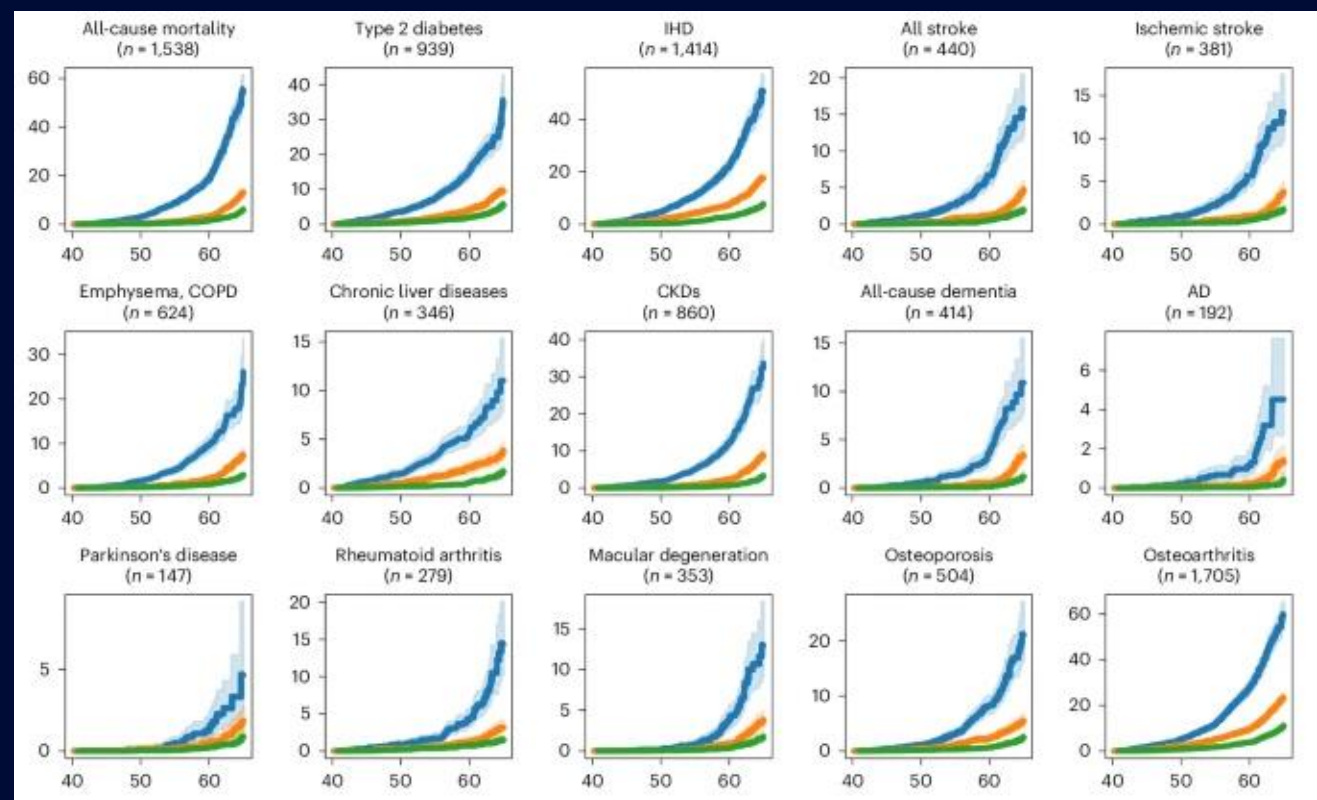 All-cause mortality
(n = 1,538)
Type 2 diabetes
(n = 939)
IHD
(n = 1,414)
All stroke
(n = 440)
Ischemic stroke
(n = 381)
60
40
20
0
40 50 60
40
30
20
10
0
40 50 60
40
20
0
40 50 60
20
15
10
5
0
40 50 60
15
10
5
0
40 50 60
Emphysema, COPD
(n = 624)
Chronic liver diseases
(n = 346)
CKDs
(n = 860)
All-cause dementia
(n = 414)
AD
(n = 192)
30
20
10
0
40 50 60
15
10
5
0
40 50 60
40
30
20
10
0
40 50 60
15
10
5
0
40 50 60
6
4
2
0
40 50 60
Parkinson's disease
(n = 147)
Rheumatoid arthritis
(n = 279)
Macular degeneration
(n = 353)
Osteoporosis
(n = 504)
Osteoarthritis
(n = 1,705)
5
0
40 50 60
20
15
10
5
0
40 50 60
15
10
5
0
40 50 60
20
10
0
40 50 60
60
40
20
0
40 50 60